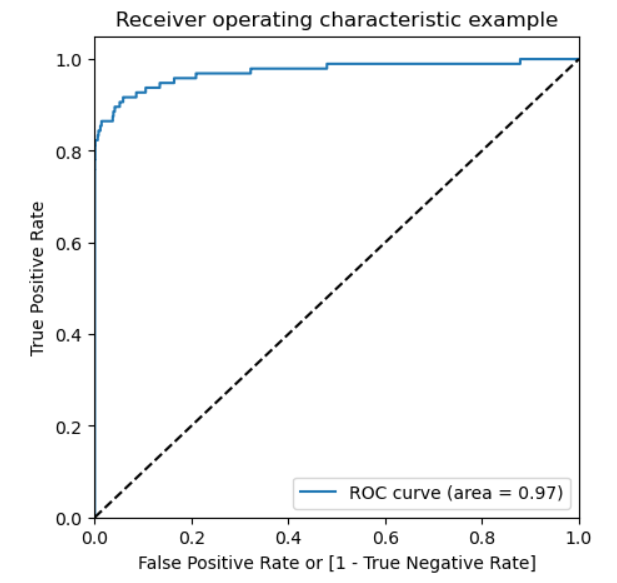 Receiver operating characteristic example
True Positive Rate
1.0
0.8
0.6
0.4
0.2
0.0
ROC curve (area = 0.97)
0.0 0.2 0.4 0.6 0.8 1.0
False Positive Rate or [1 - True Negative Rate]